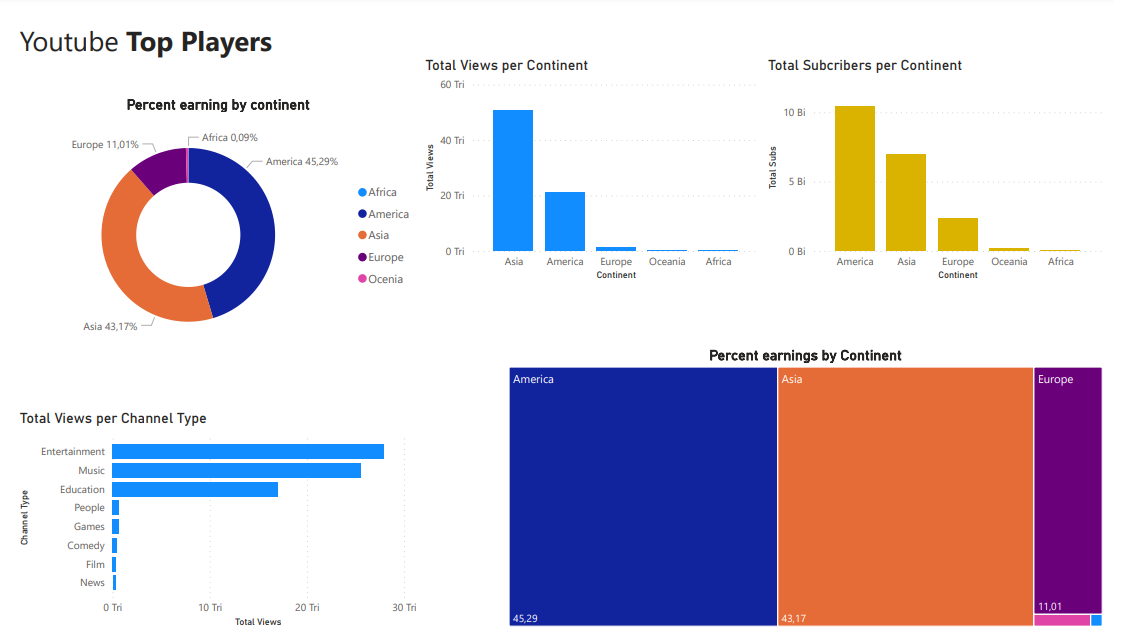 Youtube Top Players
Percent earning by continent
Africa 0,09%
Europe 11,01%
America 45,29%
Asia 43,17%
Africa
America
Asia
Europe
Ocenia
Total Views per Continent
60 Tri
40 Tri
20 Tri
0 Tri
Total Views
Asia America Europe Oceania Africa
Continent
Total Subcribers per Continent
10 Bi
5 Bi
0 Bi
Total Subs
America Asia Europe Oceania Africa
Continent
Total Views per Channel Type
Channel Type
Entertainment
Music
Education
People
Games
Comedy
Film
News
0 Tri 10 Tri 20 Tri 30 Tri
Total Views
Percent earnings by Continent
America
45,29
Asia
43,17
Europe
11,01